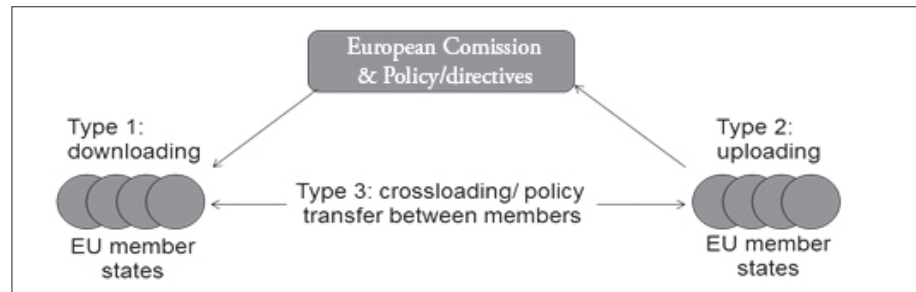 European Comission
& Policy/directives
Type 1:
downloading
Type 2:
uploading
Type 3: crossloading/ policy
transfer between members
EU member
states
EU member
states